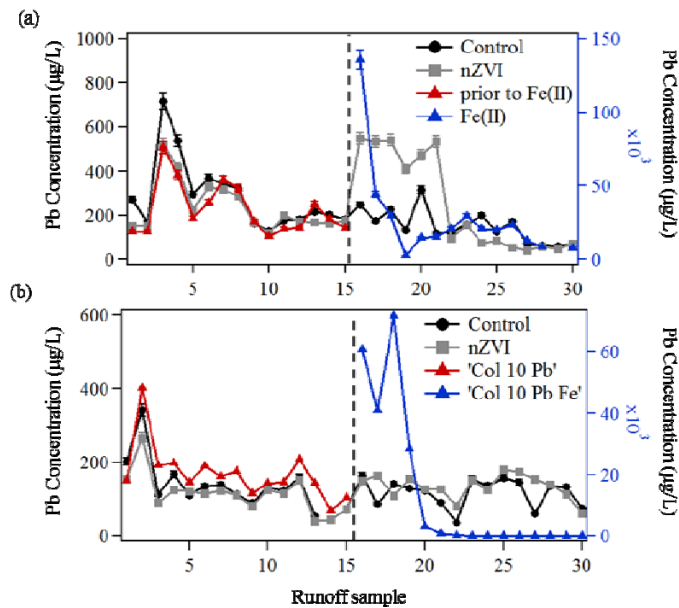 (a)
Pb Concentration (µg/L)
1000
800
600
400
200
0
Control
nZVI
prior to Fe(II)
Fe(II)
150
100
50
0
x10³
Pb Concentration (µg/L)
5
10
15
20
25
30
(b)
Pb Concentration (µg/L)
600
400
200
0
Control
nZVI
'Col 10 Pb'
'Col 10 Pb Fe'
60
40
20
0
x10³
Pb Concentration (µg/L)
5
10
15
20
25
30
Runoff sample